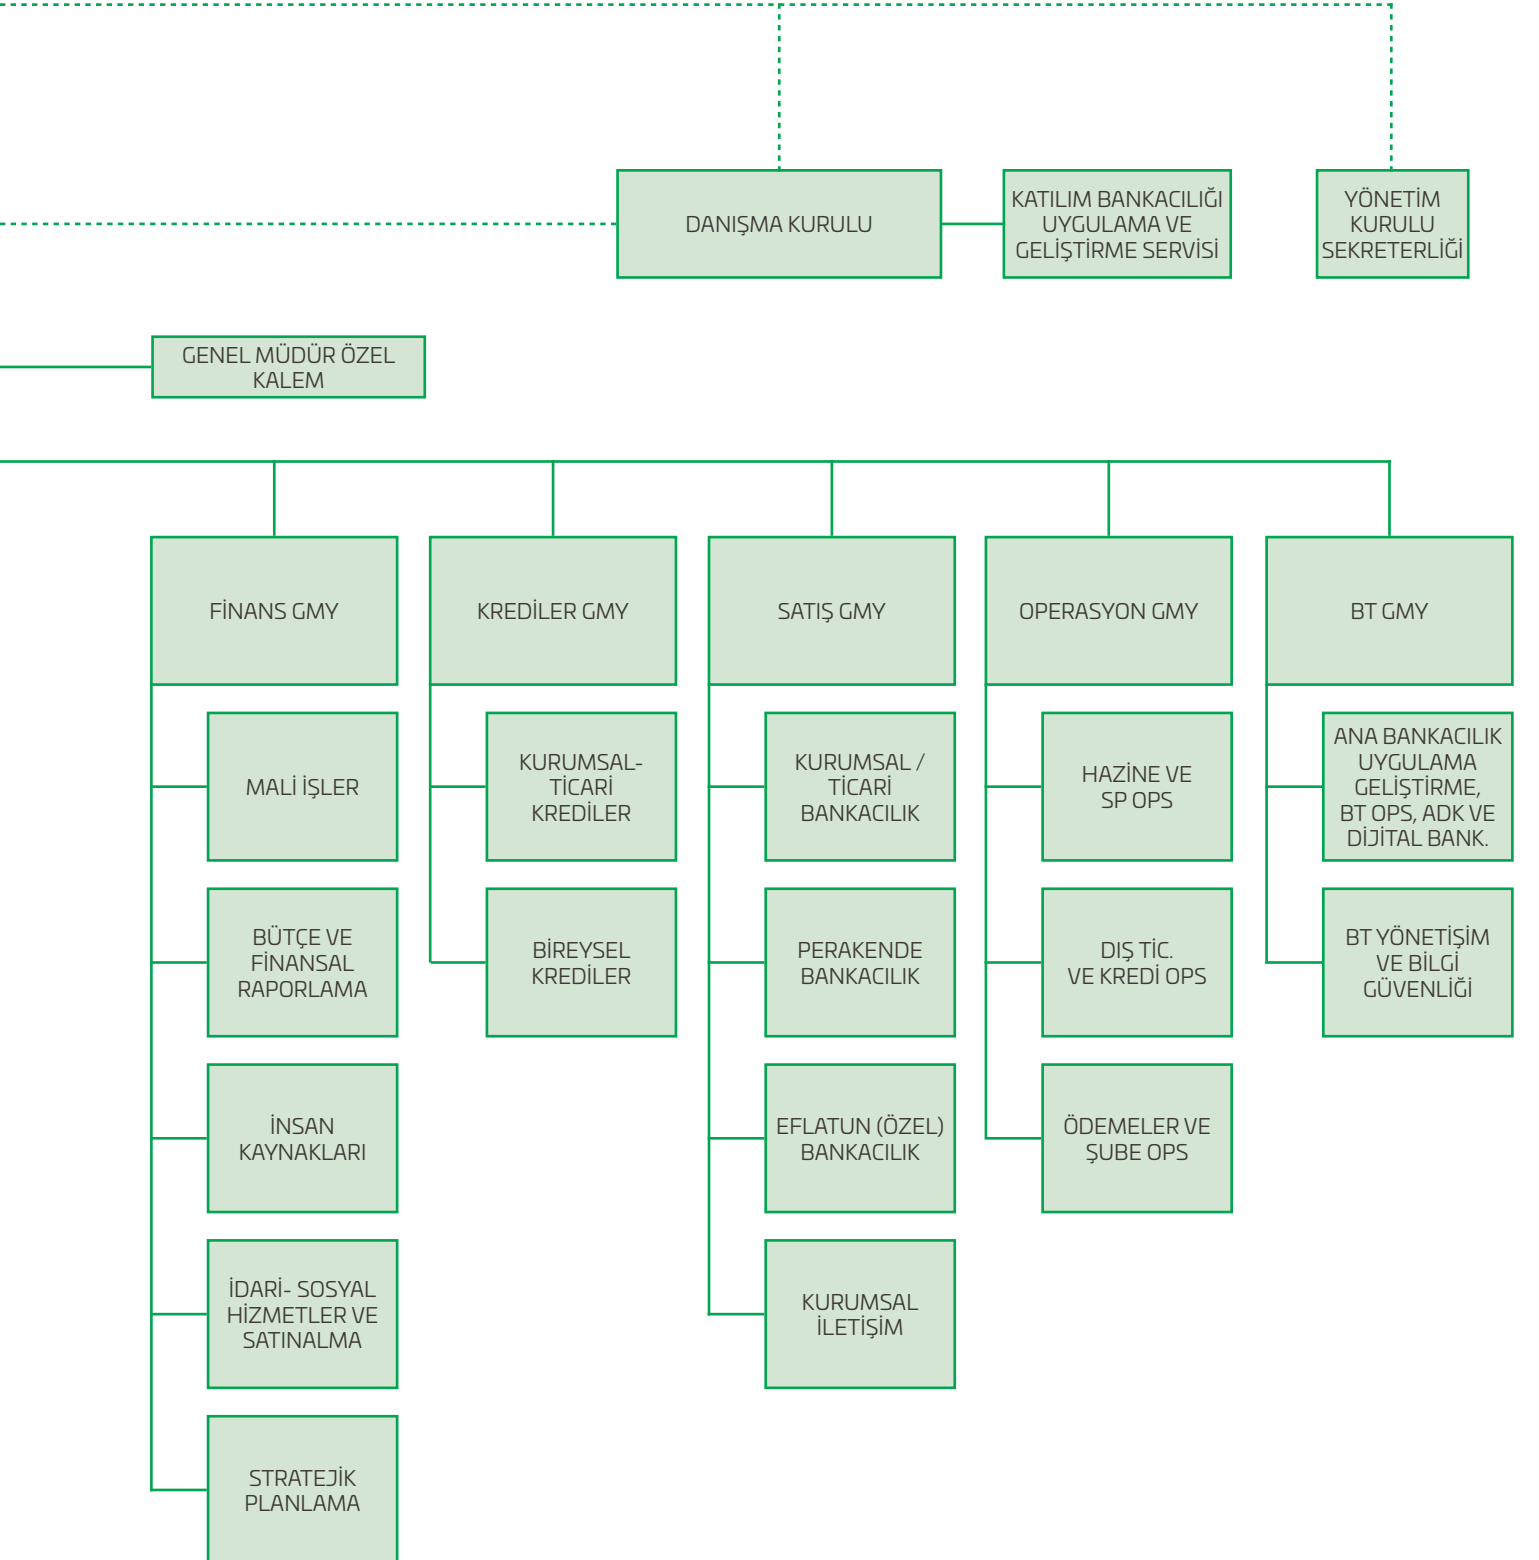 DANIŞMA KURULU
KATILIM BANKACILIĞI
UYGULAMA VE
GELİŞTİRME SERVİSİ
YÖNETİM
KURULU
SEKRETERLİĞİ
GENEL MÜDÜR ÖZEL
KALEM
FİNANS GMY
KREDİLER GMY
SATIŞ GMY
OPERASYON GMY
BT GMY
MALİ İŞLER
KURUMSAL-
TİCARİ
KREDİLER
KURUMSAL /
TİCARİ
BANKACILIK
HAZİNE VE
SP OPS
ANA BANKACILIK
UYGULAMA
GELİŞTİRME,
BT OPS, ADK VE
DİJİTAL BANK.
BÜTÇE VE
FİNANSAL
RAPORLAMA
BİREYSEL
KREDİLER
PERAKENDE
BANKACILIK
DIŞ TİC.
VE KREDİ OPS
BT YÖNETİŞİM
VE BİLGİ
GÜVENLİĞİ
İNSAN
KAYNAKLARI
EFLATUN (ÖZEL)
BANKACILIK
ÖDEMELER VE
ŞUBE OPS
İDARİ- SOSYAL
HİZMETLER VE
SATINALMA
KURUMSAL
İLETİŞİM
STRATEJİK
PLANLAMA